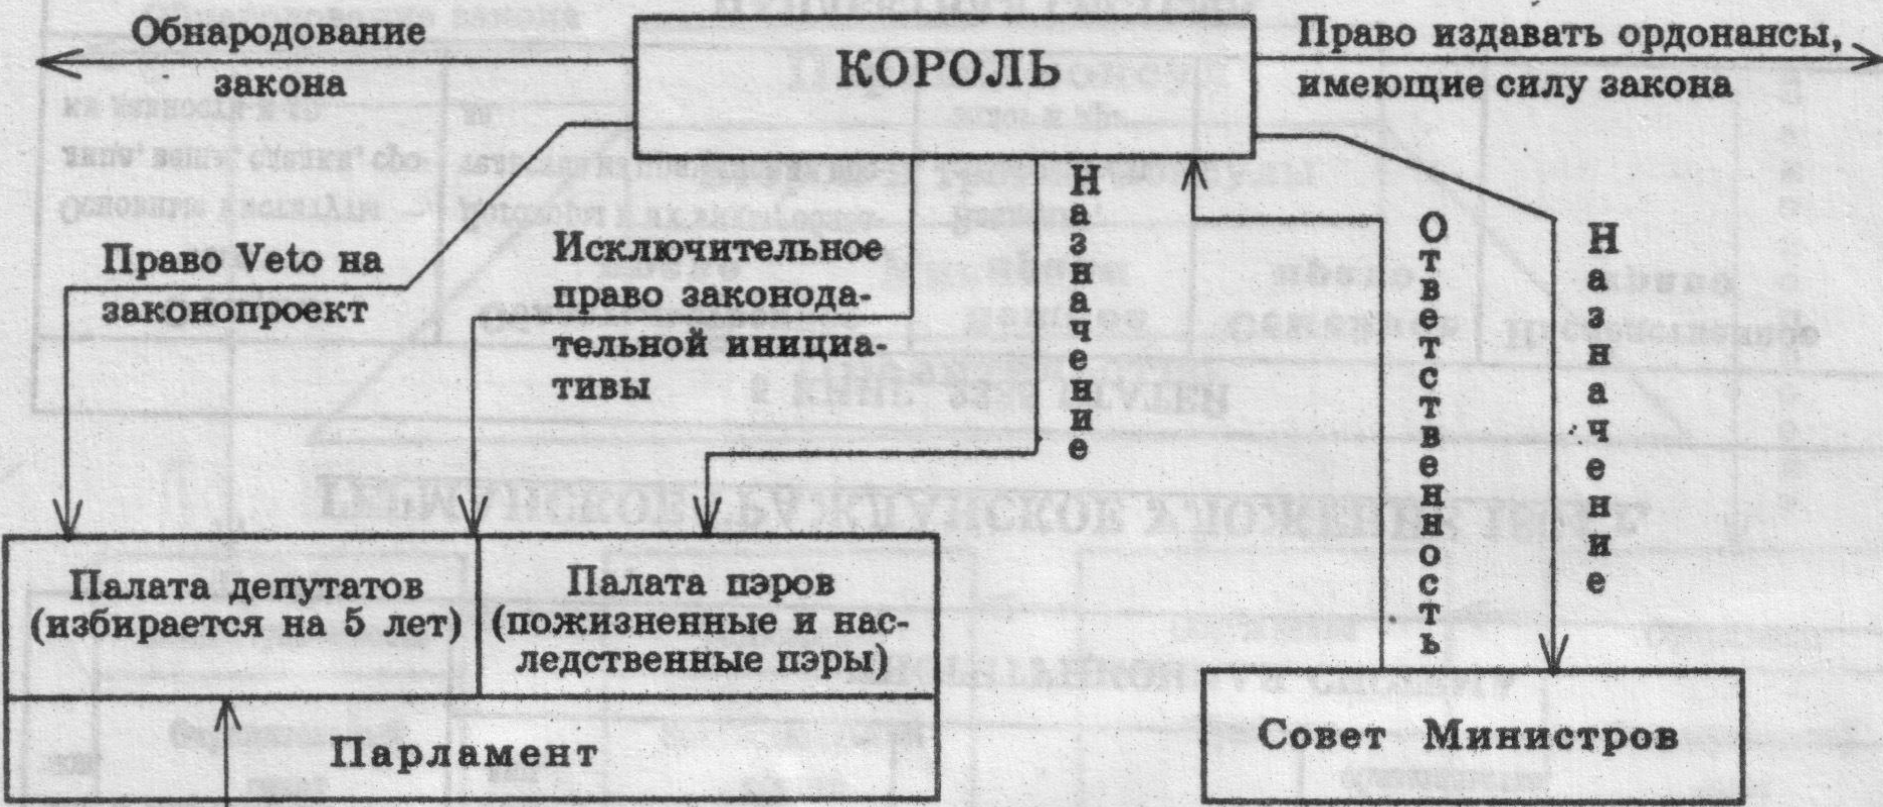 Обнародование
закона
КОРОЛЬ
Право издавать ордонансы,
имеющие силу закона
Право Veto на
законопроект
Исключительное
право законода-
тельной инициа-
тивы
Назначение
Ответственность
Назначение
Палата депутатов
(избирается на 5 лет)
Палата пэров
(пожизненные и нас-
ледственные пэры)
Парламент
Совет Министров